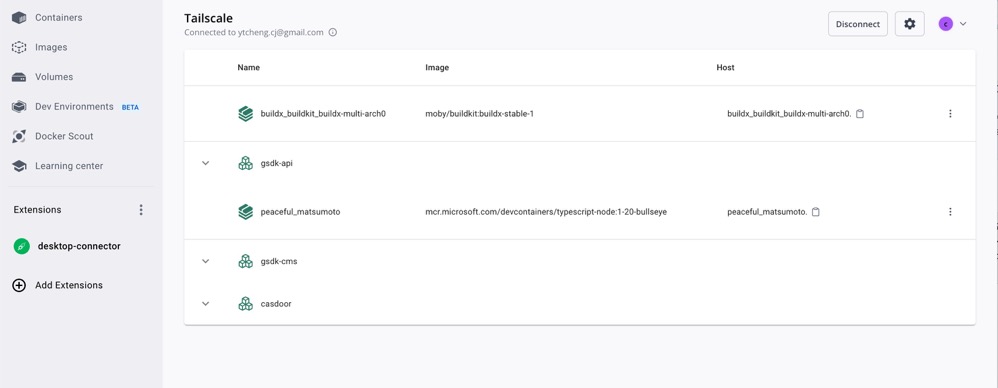 Containers
Images
Volumes
Dev Environments BETA
Docker Scout
Learning center
Extensions
desktop-connector
Add Extensions
Tailscale
Connected to ytcheng.cj@gmail.com
Disconnect
c
Name Image Host
buildx_buildkit_buildx-multi-arch0 moby/buildkit:buildx-stable-1 buildx_buildkit_buildx-multi-arch0.
gsdk-api
peaceful_matsumoto mcr.microsoft.com/devcontainers/typescript-node:1-20-bullseye peaceful_matsumoto.
gsdk-cms
casdoor